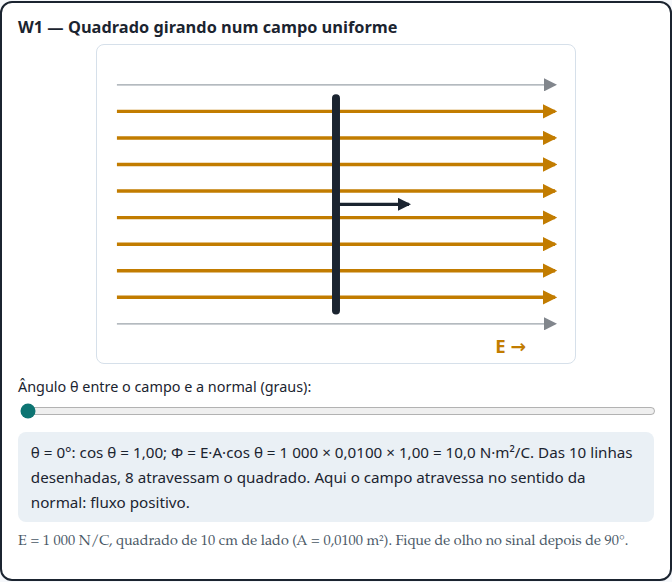 W1 — Quadrado girando num campo uniforme
E →
Ângulo θ entre o campo e a normal (graus):
θ = 0°: cos θ = 1,00; Φ = E·A·cos θ = 1 000 × 0,0100 × 1,00 = 10,0 N·m²/C. Das 10 linhas
desenhadas, 8 atravessam o quadrado. Aqui o campo atravessa no sentido da
normal: fluxo positivo.
E = 1 000 N/C, quadrado de 10 cm de lado (A = 0,0100 m²). Fique de olho no sinal depois de 90°.